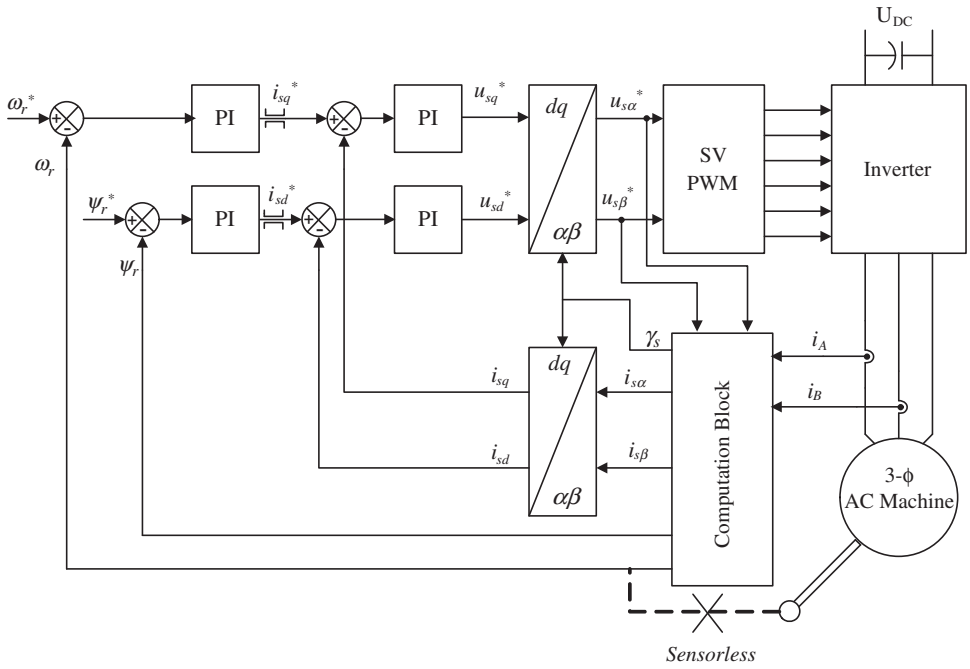 U_DC
ω_r* + - PI i_sq* + - PI u_sq* dq αβ u_sα* SV PWM Inverter
ω_r
ψ_r* + - PI i_sd* + - PI u_sd* u_sβ*
ψ_r
γ_s
i_sq dq αβ i_sα Computation Block i_A
i_B
i_sd i_sβ
3-ϕ
AC Machine
Sensorless